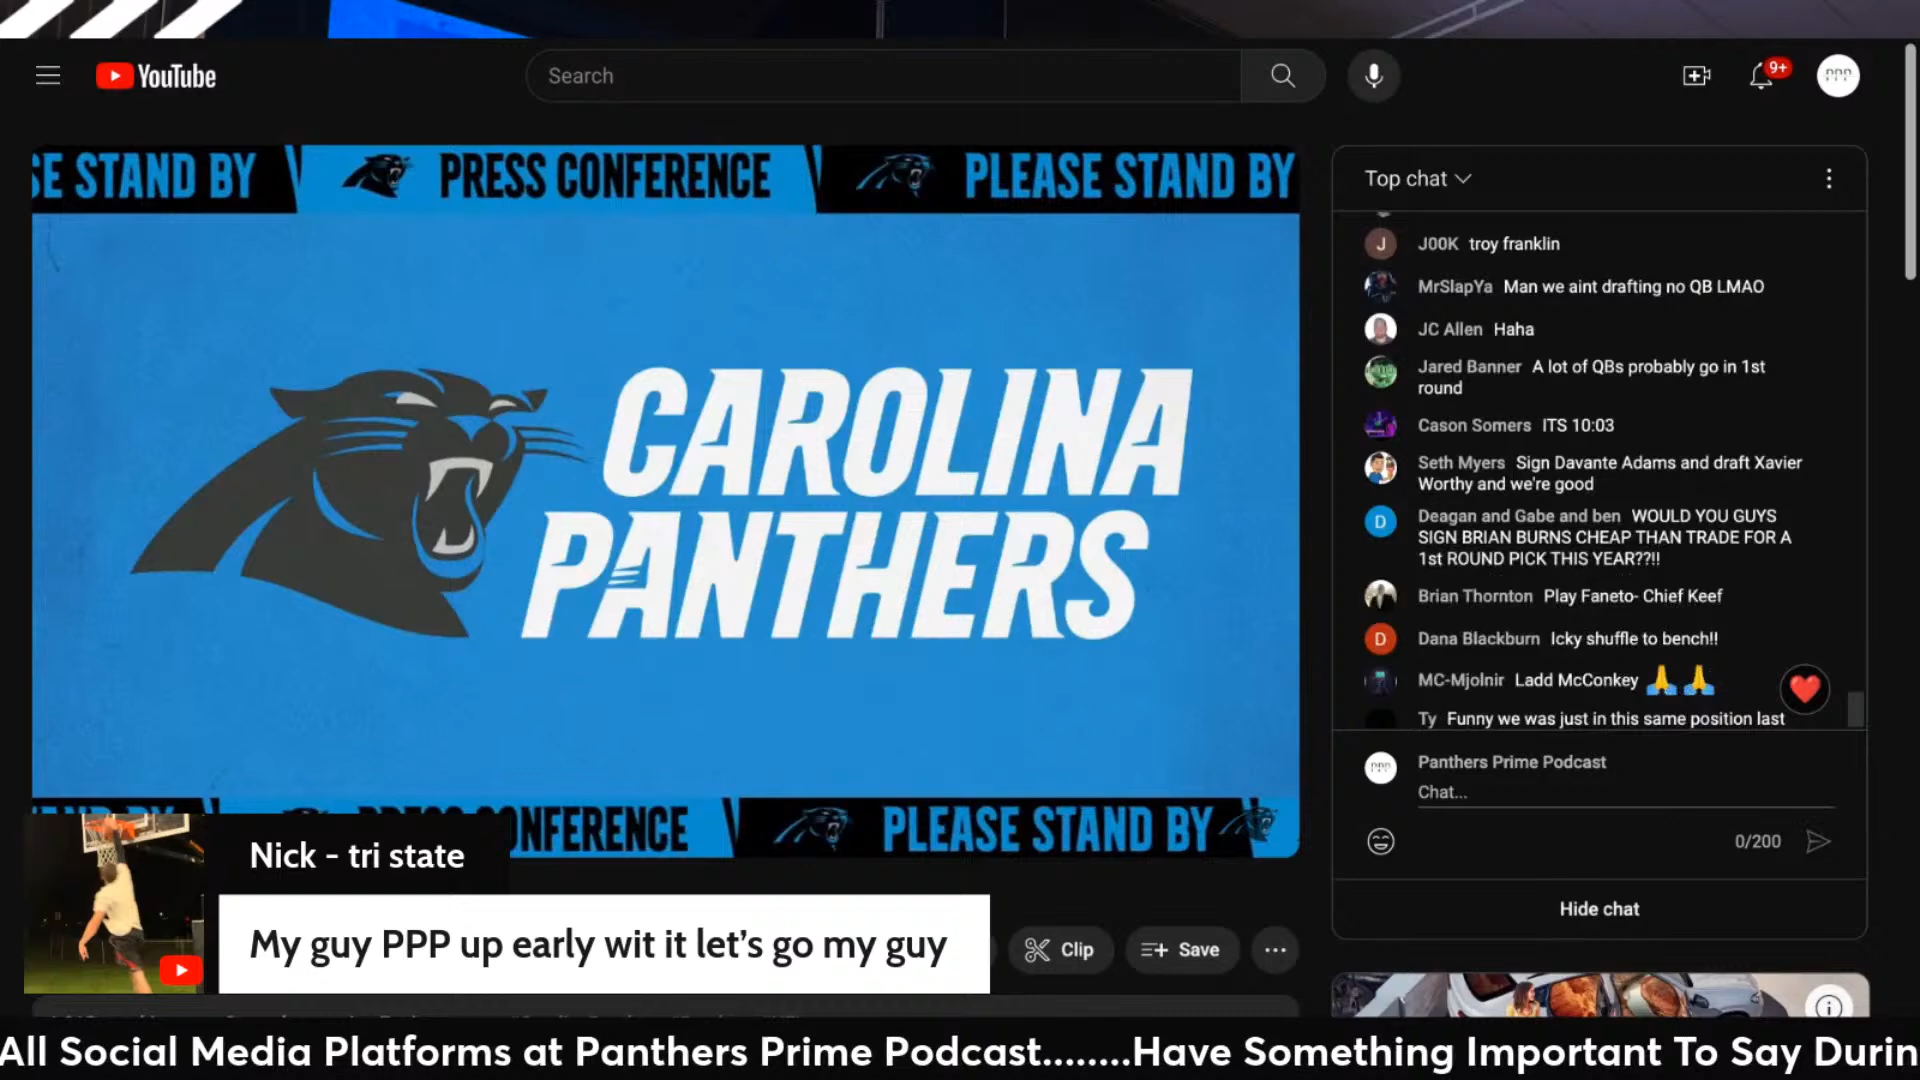 YouTube
Search
9+
PPP
SE STAND BY
PRESS CONFERENCE
PLEASE STAND BY
CAROLINA
PANTHERS
NFERENCE
PLEASE STAND BY
Top chat
J
J00K troy franklin
MrSlapYa Man we aint drafting no QB LMAO
JC Allen Haha
Jared Banner A lot of QBs probably go in 1st
round
Cason Somers ITS 10:03
Seth Myers Sign Davante Adams and draft Xavier
Worthy and we're good
D
Deagan and Gabe and ben WOULD YOU GUYS
SIGN BRIAN BURNS CHEAP THAN TRADE FOR A
1st ROUND PICK THIS YEAR??!!
Brian Thornton Play Faneto- Chief Keef
D
Dana Blackburn Icky shuffle to bench!!
MC-Mjolnir Ladd McConkey 🙏 🙏
Ty Funny we was just in this same position last
PPP
Panthers Prime Podcast
Chat...
0/200
Hide chat
Nick - tri state
My guy PPP up early wit it let's go my guy
Clip
Save
All Social Media Platforms at Panthers Prime Podcast........Have Something Important To Say Durin